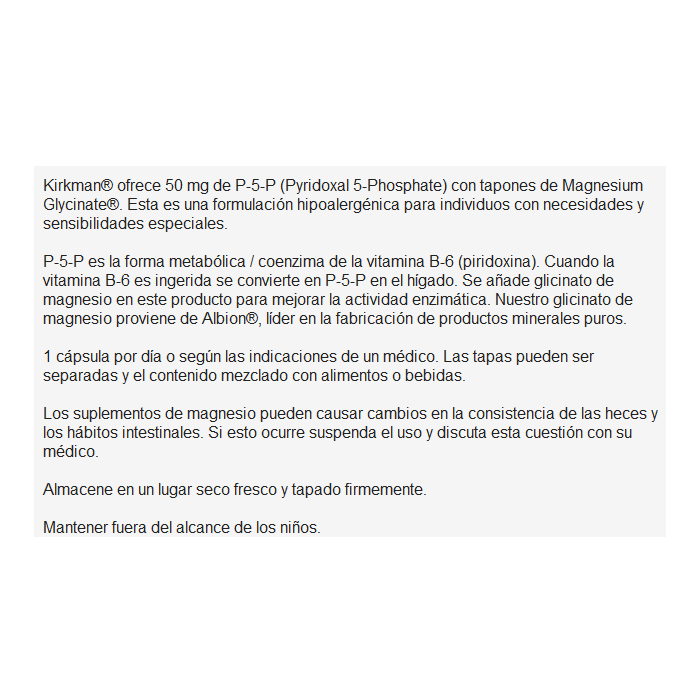 Kirkman® ofrece 50 mg de P-5-P (Pyridoxal 5-Phosphate) con tapones de Magnesium
Glycinate®. Esta es una formulación hipoalergénica para individuos con necesidades y
sensibilidades especiales.
P-5-P es la forma metabólica / coenzima de la vitamina B-6 (piridoxina). Cuando la
vitamina B-6 es ingerida se convierte en P-5-P en el hígado. Se añade glicinato de
magnesio en este producto para mejorar la actividad enzimática. Nuestro glicinato de
magnesio proviene de Albion®, líder en la fabricación de productos minerales puros.
1 cápsula por día o según las indicaciones de un médico. Las tapas pueden ser
separadas y el contenido mezclado con alimentos o bebidas.
Los suplementos de magnesio pueden causar cambios en la consistencia de las heces y
los hábitos intestinales. Si esto ocurre suspenda el uso y discuta esta cuestión con su
médico.
Almacene en un lugar seco fresco y tapado firmemente.
Mantener fuera del alcance de los niños.